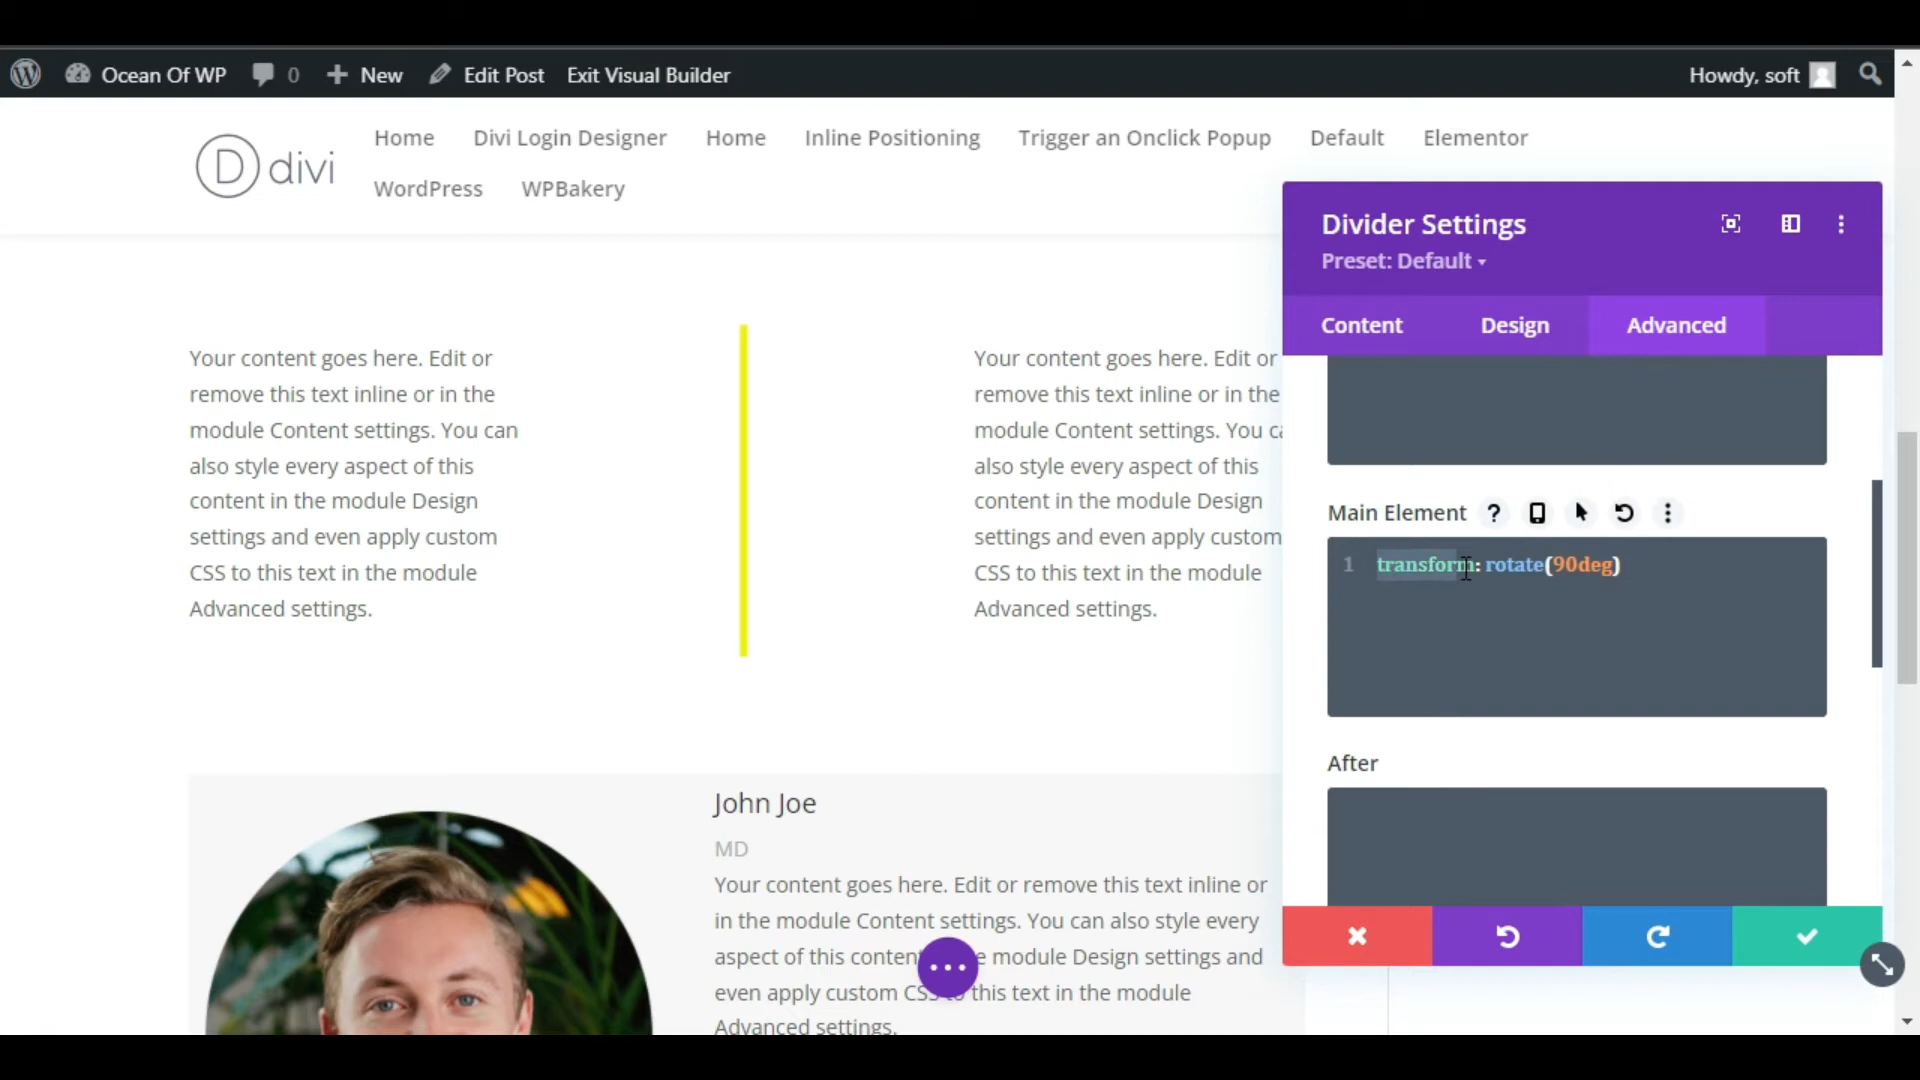 Ocean Of WP 0 New Edit Post Exit Visual Builder Howdy, soft
D divi
Home Divi Login Designer Home Inline Positioning Trigger an Onclick Popup Default Elementor
WordPress WPBakery
Your content goes here. Edit or
remove this text inline or in the
module Content settings. You can
also style every aspect of this
content in the module Design
settings and even apply custom
CSS to this text in the module
Advanced settings.
Your content goes here. Edit or
remove this text inline or in the
module Content settings. You
also style every aspect of this
content in the module Design
settings and even apply custom
CSS to this text in the module
Advanced settings.
John Joe
MD
Your content goes here. Edit or remove this text inline or
in the module Content settings. You can also style every
aspect of this content module Design settings and
even apply custom CSS to this text in the module
Advanced settings.
Divider Settings
Preset: Default
Content Design Advanced
Main Element ?
1 transform: rotate(90deg)
After